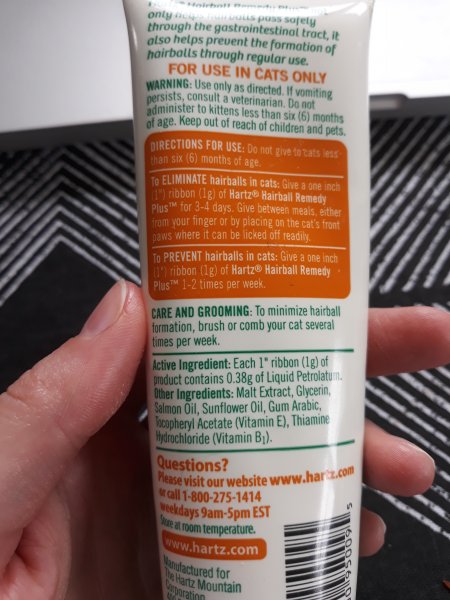 Hartz® Hairball Remedy Plus™
only helps hairballs pass safely
through the gastrointestinal tract, it
also helps prevent the formation of
hairballs through regular use.
FOR USE IN CATS ONLY
WARNING: Use only as directed. If vomiting
persists, consult a veterinarian. Do not
administer to kittens less than six (6) months
of age. Keep out of reach of children and pets.
DIRECTIONS FOR USE: Do not give to cats less
than six (6) months of age.
To ELIMINATE hairballs in cats: Give a one inch
(1") ribbon (1g) of Hartz® Hairball Remedy
Plus™ for 3-4 days. Give between meals, either
from your finger or by placing on the cat's front
paws where it can be licked off readily.
To PREVENT hairballs in cats: Give a one inch
(1") ribbon (1g) of Hartz® Hairball Remedy
Plus™ 1-2 times per week.
CARE AND GROOMING: To minimize hairball
formation, brush or comb your cat several
times per week.
Active Ingredient: Each 1" ribbon (1g) of
product contains 0.38g of Liquid Petrolatum.
Other Ingredients: Malt Extract, Glycerin,
Salmon Oil, Sunflower Oil, Gum Arabic,
Tocopheryl Acetate (Vitamin E), Thiamine
Hydrochloride (Vitamin B₁).
Questions?
Please visit our website www.hartz.com
or call 1-800-275-1414
weekdays 9am-5pm EST
Store at room temperature.
www.hartz.com
Manufactured for
The Hartz Mountain
Corporation